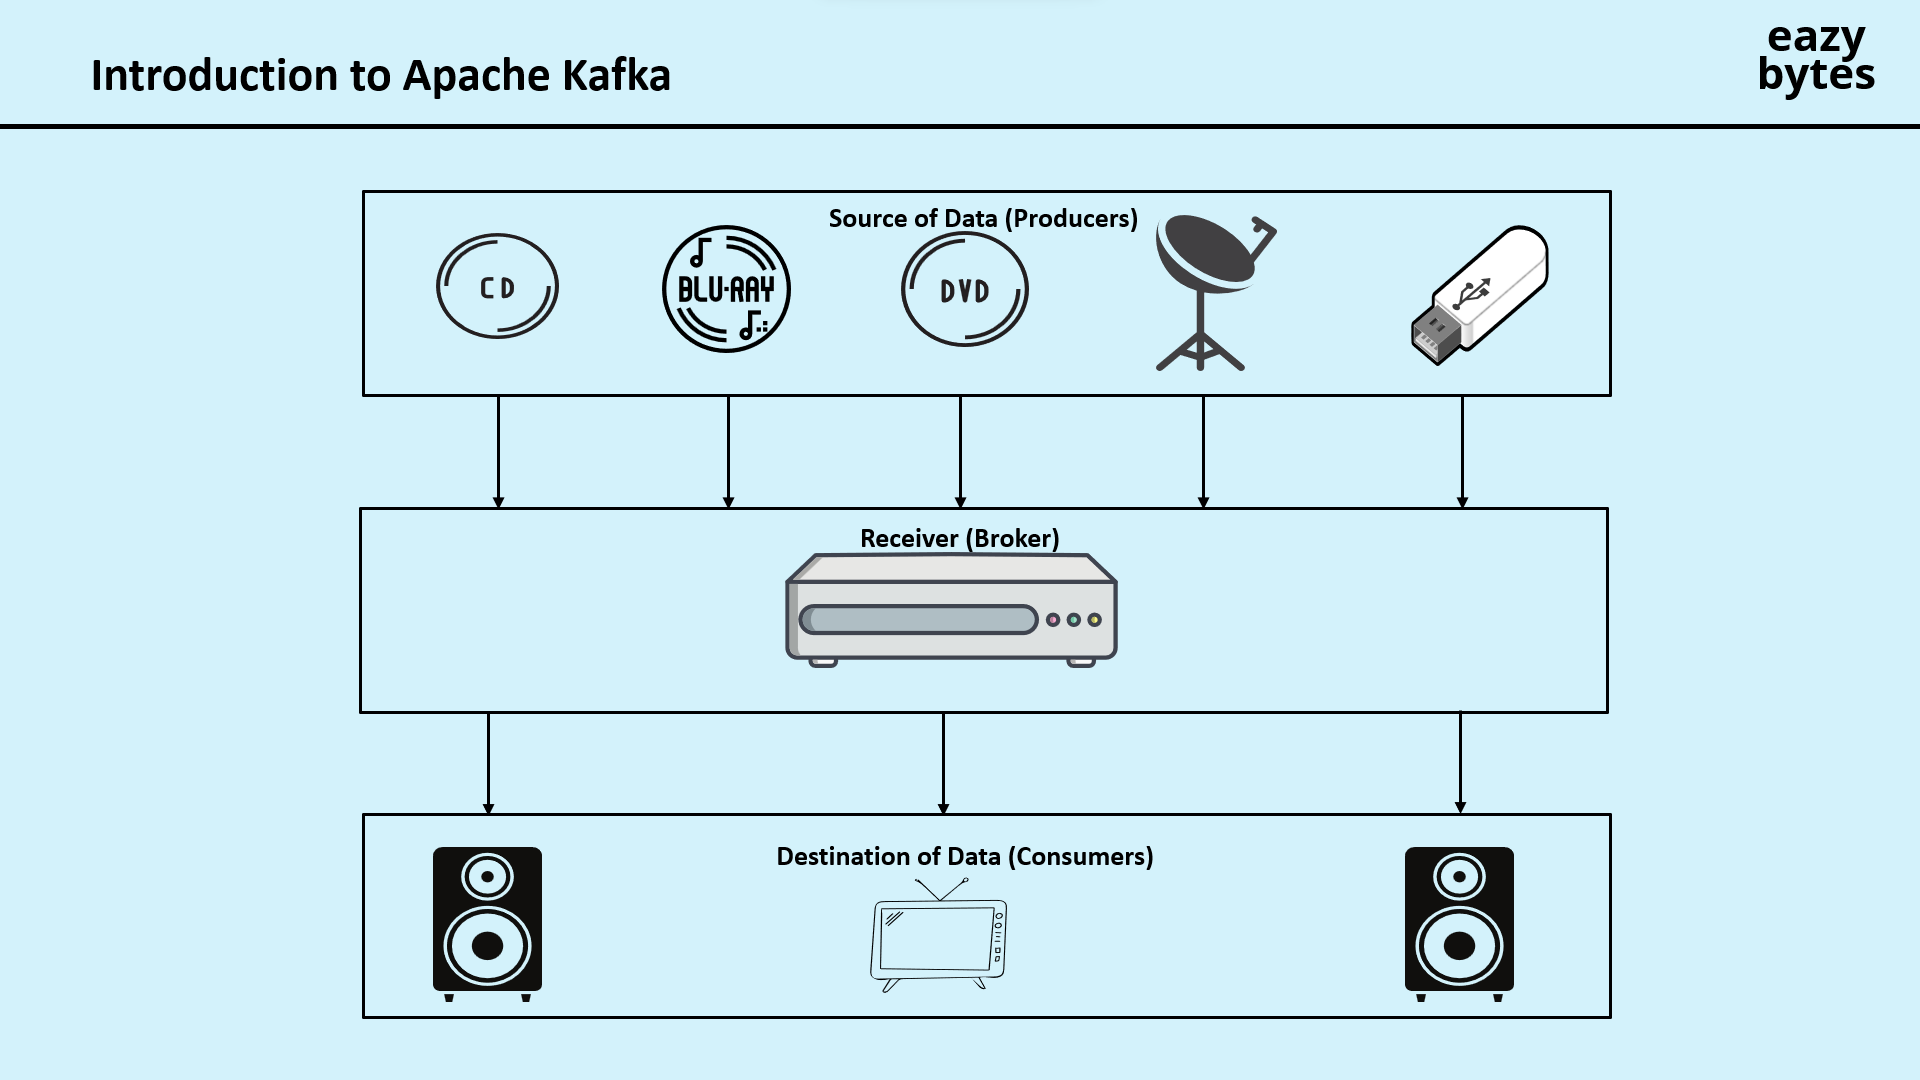 Introduction to Apache Kafka
eazy
bytes
Source of Data (Producers)
CD
BLU-RAY
DVD
Receiver (Broker)
Destination of Data (Consumers)